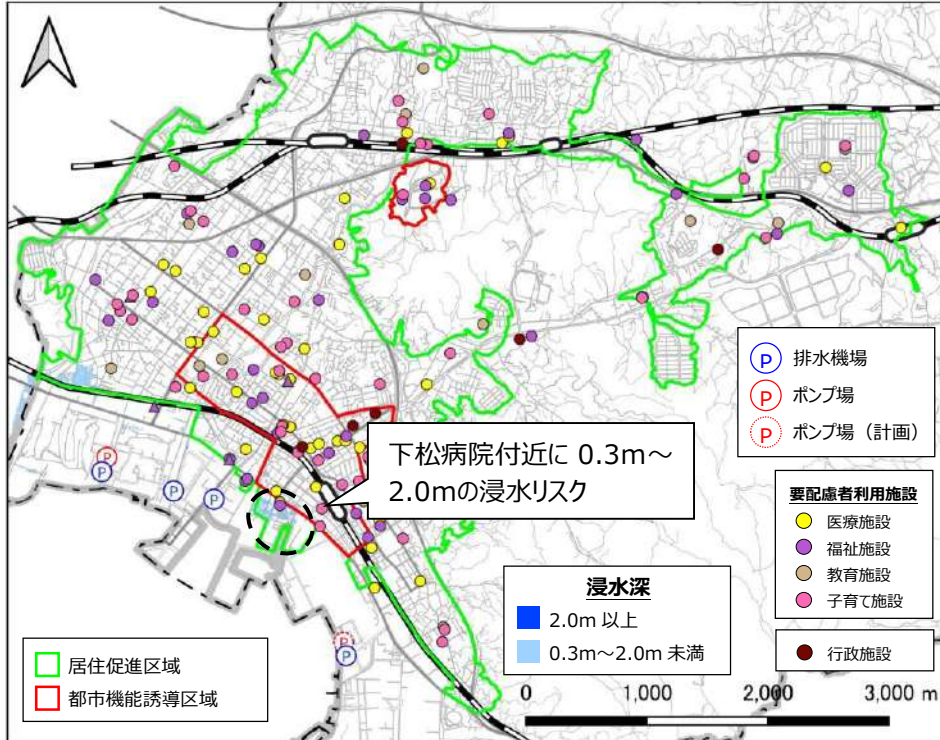 P 排水機場
P ポンプ場
P ポンプ場（計画）
下松病院付近に 0.3m～
2.0mの浸水リスク
P
P
P
P
要配慮者利用施設
医療施設
福祉施設
教育施設
子育て施設
浸水深
2.0m 以上
0.3m～2.0m 未満
行政施設
P
P
居住促進区域
都市機能誘導区域
0 1,000 2,000 3,000 m